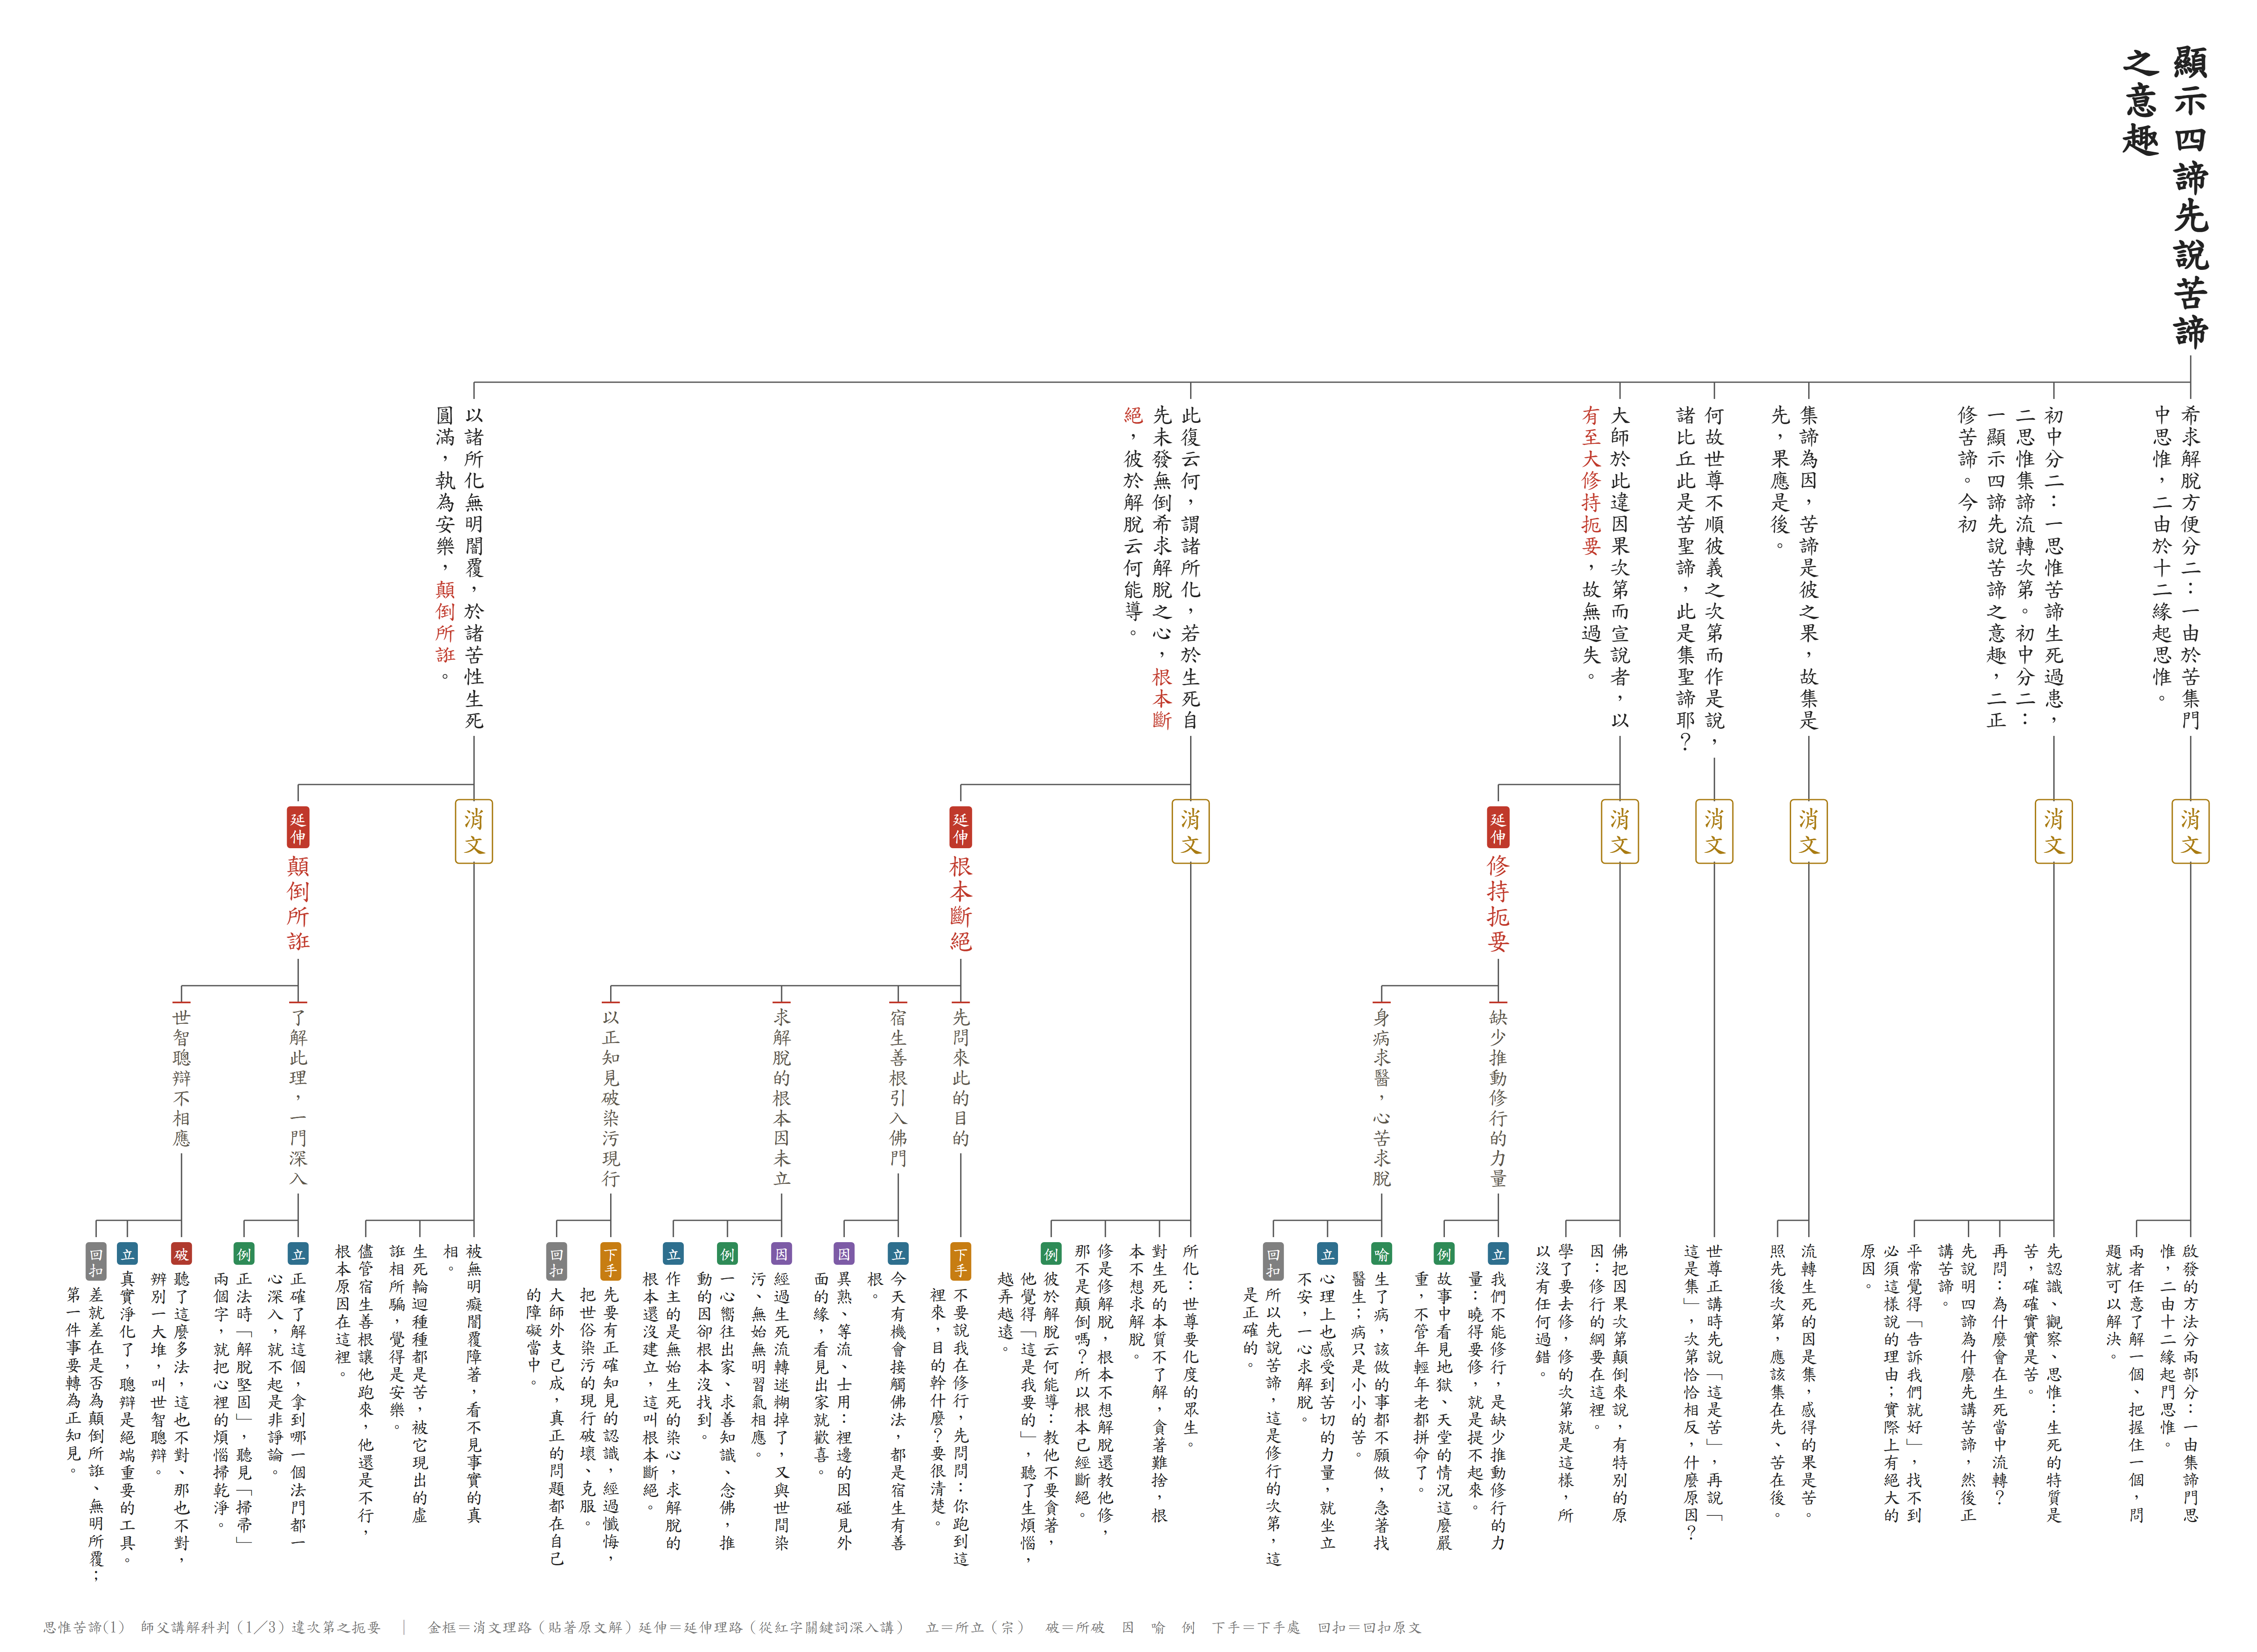 顯示四諦先說苦諦
之意趣
希求解脫方便分二：一由於苦集門
中思惟，二由於十二緣起思惟。
初中分二：一思惟苦諦生死過患，
二思惟集諦流轉次第。初中分二：
一顯示四諦先說苦諦之意趣，二正
修苦諦。今初
集諦為因，苦諦是彼之果，故集是
先，果應是後。
何故世尊不順彼義之次第而作是說，
諸比丘此是苦聖諦，此是集聖諦耶？
大師於此違因果次第而宣說者，以
有至大修持扼要，故無過失。
此復云何，謂諸所化，若於生死自
先未發無倒希求解脫之心，根本斷
絕，彼於解脫云何能導。
以諸所化無明闇覆，於諸苦性生死
圓滿，執為安樂，顛倒所誑。
消文
消文
消文
消文
消文
延伸
修持扼要
消文
延伸
根本斷絕
消文
延伸
顛倒所誑
缺少推動修行的力量
身病求醫，心苦求脫
先問來此的目的
宿生善根引入佛門
求解脫的根本因未立
以正知見破染污現行
了解此理，一門深入
世智聰辯不相應
啟發的方法分兩部分：一由集諦門思
惟，二由十二緣起門思惟。
兩者任意了解一個、把握住一個，問
題就可以解決。
先認識、觀察、思惟：生死的特質是
苦，確確實實是苦。
再問：為什麼會在生死當中流轉？
先說明四諦為什麼先講苦諦，然後正
講苦諦。
平常覺得「告訴我們就好」，找不到
必須這樣說的理由；實際上有絕大的
原因。
流轉生死的因是集，感得的果是苦。
照先後次第，應該集在先、苦在後。
世尊正講時先說「這是苦」，再說「
這是集」，次第恰恰相反，什麼原因？
佛把因果次第顛倒來說，有特別的原
因：修行的綱要在這裡。
學了要去修，修的次第就是這樣，所
以沒有任何過錯。
立
我們不能修行，是缺少推動修行的力
量：曉得要修，就是提不起來。
例
故事中看見地獄、天堂的情況這麼嚴
重，不管年輕年老都拼命了。
喻
生了病，該做的事都不願做，急著找
醫生；病只是小小的苦。
立
心理上也感受到苦切的力量，就坐立
不安，一心求解脫。
回扣
所以先說苦諦，這是修行的次第，這
是正確的。
所化：世尊要化度的眾生。
對生死的本質不了解，貪著難捨，根
本不想求解脫。
修是修解脫，根本不想解脫還教他修，
那不是顛倒嗎？所以根本已經斷絕。
例
彼於解脫云何能導：教他不要貪著，
他覺得「這是我要的」，聽了生煩惱，
越弄越遠。
下手
不要說我在修行，先問問：你跑到這
裡來，目的幹什麼？要很清楚。
立
今天有機會接觸佛法，都是宿生有善
根。
因
異熟、等流、士用：裡邊的因碰見外
面的緣，看見出家就歡喜。
因
經過生死流轉迷糊掉了，又與世間染
污、無始無明習氣相應。
例
一心嚮往出家、求善知識、念佛，推
動的因卻根本沒找到。
立
作主的是無始生死的染心，求解脫的
根本還沒建立，這叫根本斷絕。
下手
先要有正確知見的認識，經過懺悔，
把世俗染污的現行破壞、克服。
回扣
大師外支已成，真正的問題都在自己
的障礙當中。
被無明癡闇覆障著，看不見事實的真
相。
生死輪迴種種都是苦，被它現出的虛
誑相所騙，覺得是安樂。
儘管宿生善根讓他跑來，他還是不行，
根本原因在這裡。
立
正確了解這個，拿到哪一個法門都一
心深入，就不起是非諍論。
例
正法時「解脫堅固」，聽見「掃帚」
兩個字，就把心裡的煩惱掃乾淨。
破
聽了這麼多法，這也不對、那也不對，
辨別一大堆，叫世智聰辯。
立
真實淨化了，聰辯是絕端重要的工具。
回扣
差就差在是否為顛倒所誑、無明所覆；
第一件事要轉為正知見。
思惟苦諦(1)　師父講解科判（1／3）違次第之扼要　｜　金框＝消文理路（貼著原文解）延伸＝延伸理路（從紅字關鍵詞深入講）　立＝所立（宗）　破＝所破　因　喻　例　下手＝下手處　回扣＝回扣原文